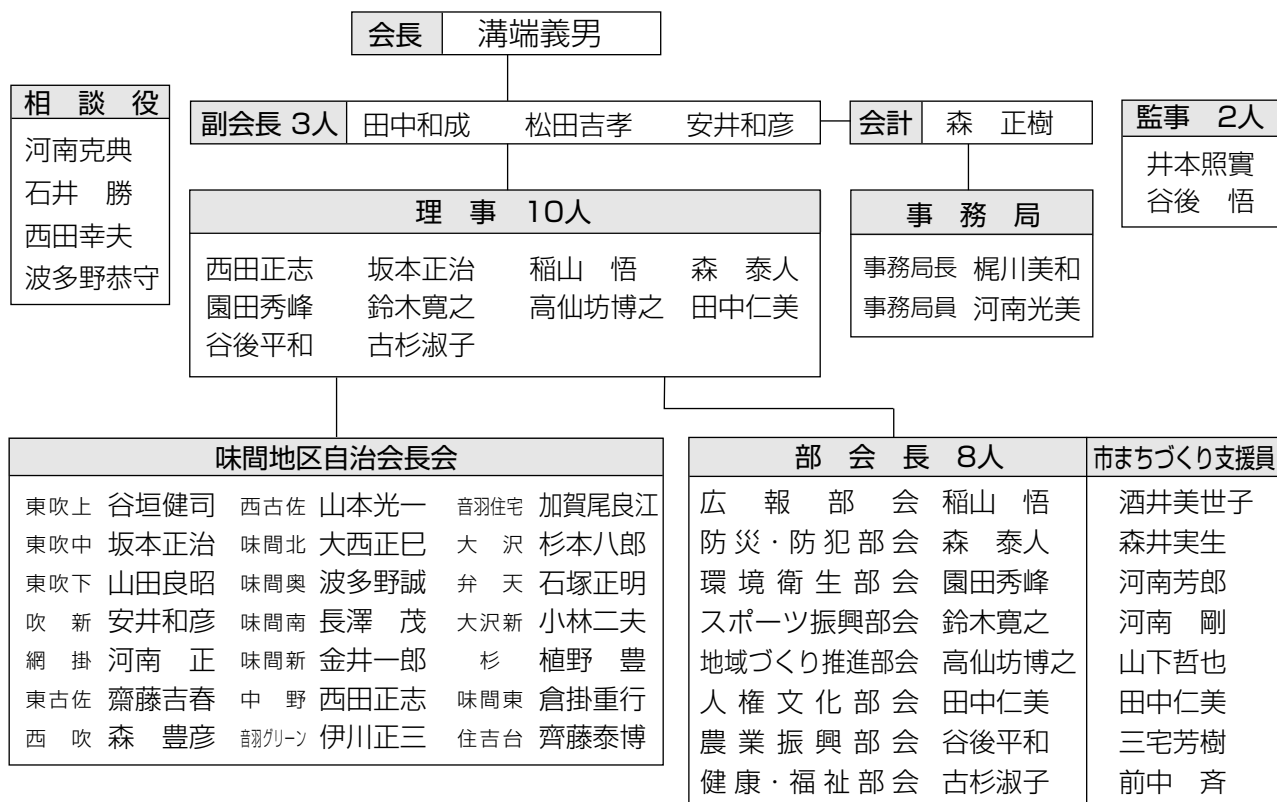 会長 溝端義男
相談役
河南克典
石井 勝
西田幸夫
波多野恭守
副会長 3人 田中和成 松田吉孝 安井和彦
会計 森 正樹
監事 2人
井本照實
谷後 悟
理事 10人
西田正志 坂本正治 稲山 悟 森 泰人
園田秀峰 鈴木寛之 高仙坊博之 田中仁美
谷後平和 古杉淑子
事務局
事務局長 梶川美和
事務局員 河南光美
味間地区自治会長会
東吹上 谷垣健司 西古佐 山本光一 音羽住宅 加賀尾良江
東吹中 坂本正治 味間北 大西正巳 大沢 杉本八郎
東吹下 山田良昭 味間奥 波多野誠 弁天 石塚正明
吹新 安井和彦 味間南 長澤 茂 大沢新 小林二夫
網掛 河南 正 味間新 金井一郎 杉 植野 豊
東古佐 齋藤吉春 中野 西田正志 味間東 倉掛重行
西吹 森 豊彦 音羽グリーン 伊川正三 住吉台 齊藤泰博
部会長 8人 市まちづくり支援員
広報部会 稲山 悟 酒井美世子
防災・防犯部会 森 泰人 森井実生
環境衛生部会 園田秀峰 河南芳郎
スポーツ振興部会 鈴木寛之 河南 剛
地域づくり推進部会 高仙坊博之 山下哲也
人権文化部会 田中仁美 田中仁美
農業振興部会 谷後平和 三宅芳樹
健康・福祉部会 古杉淑子 前中 斉